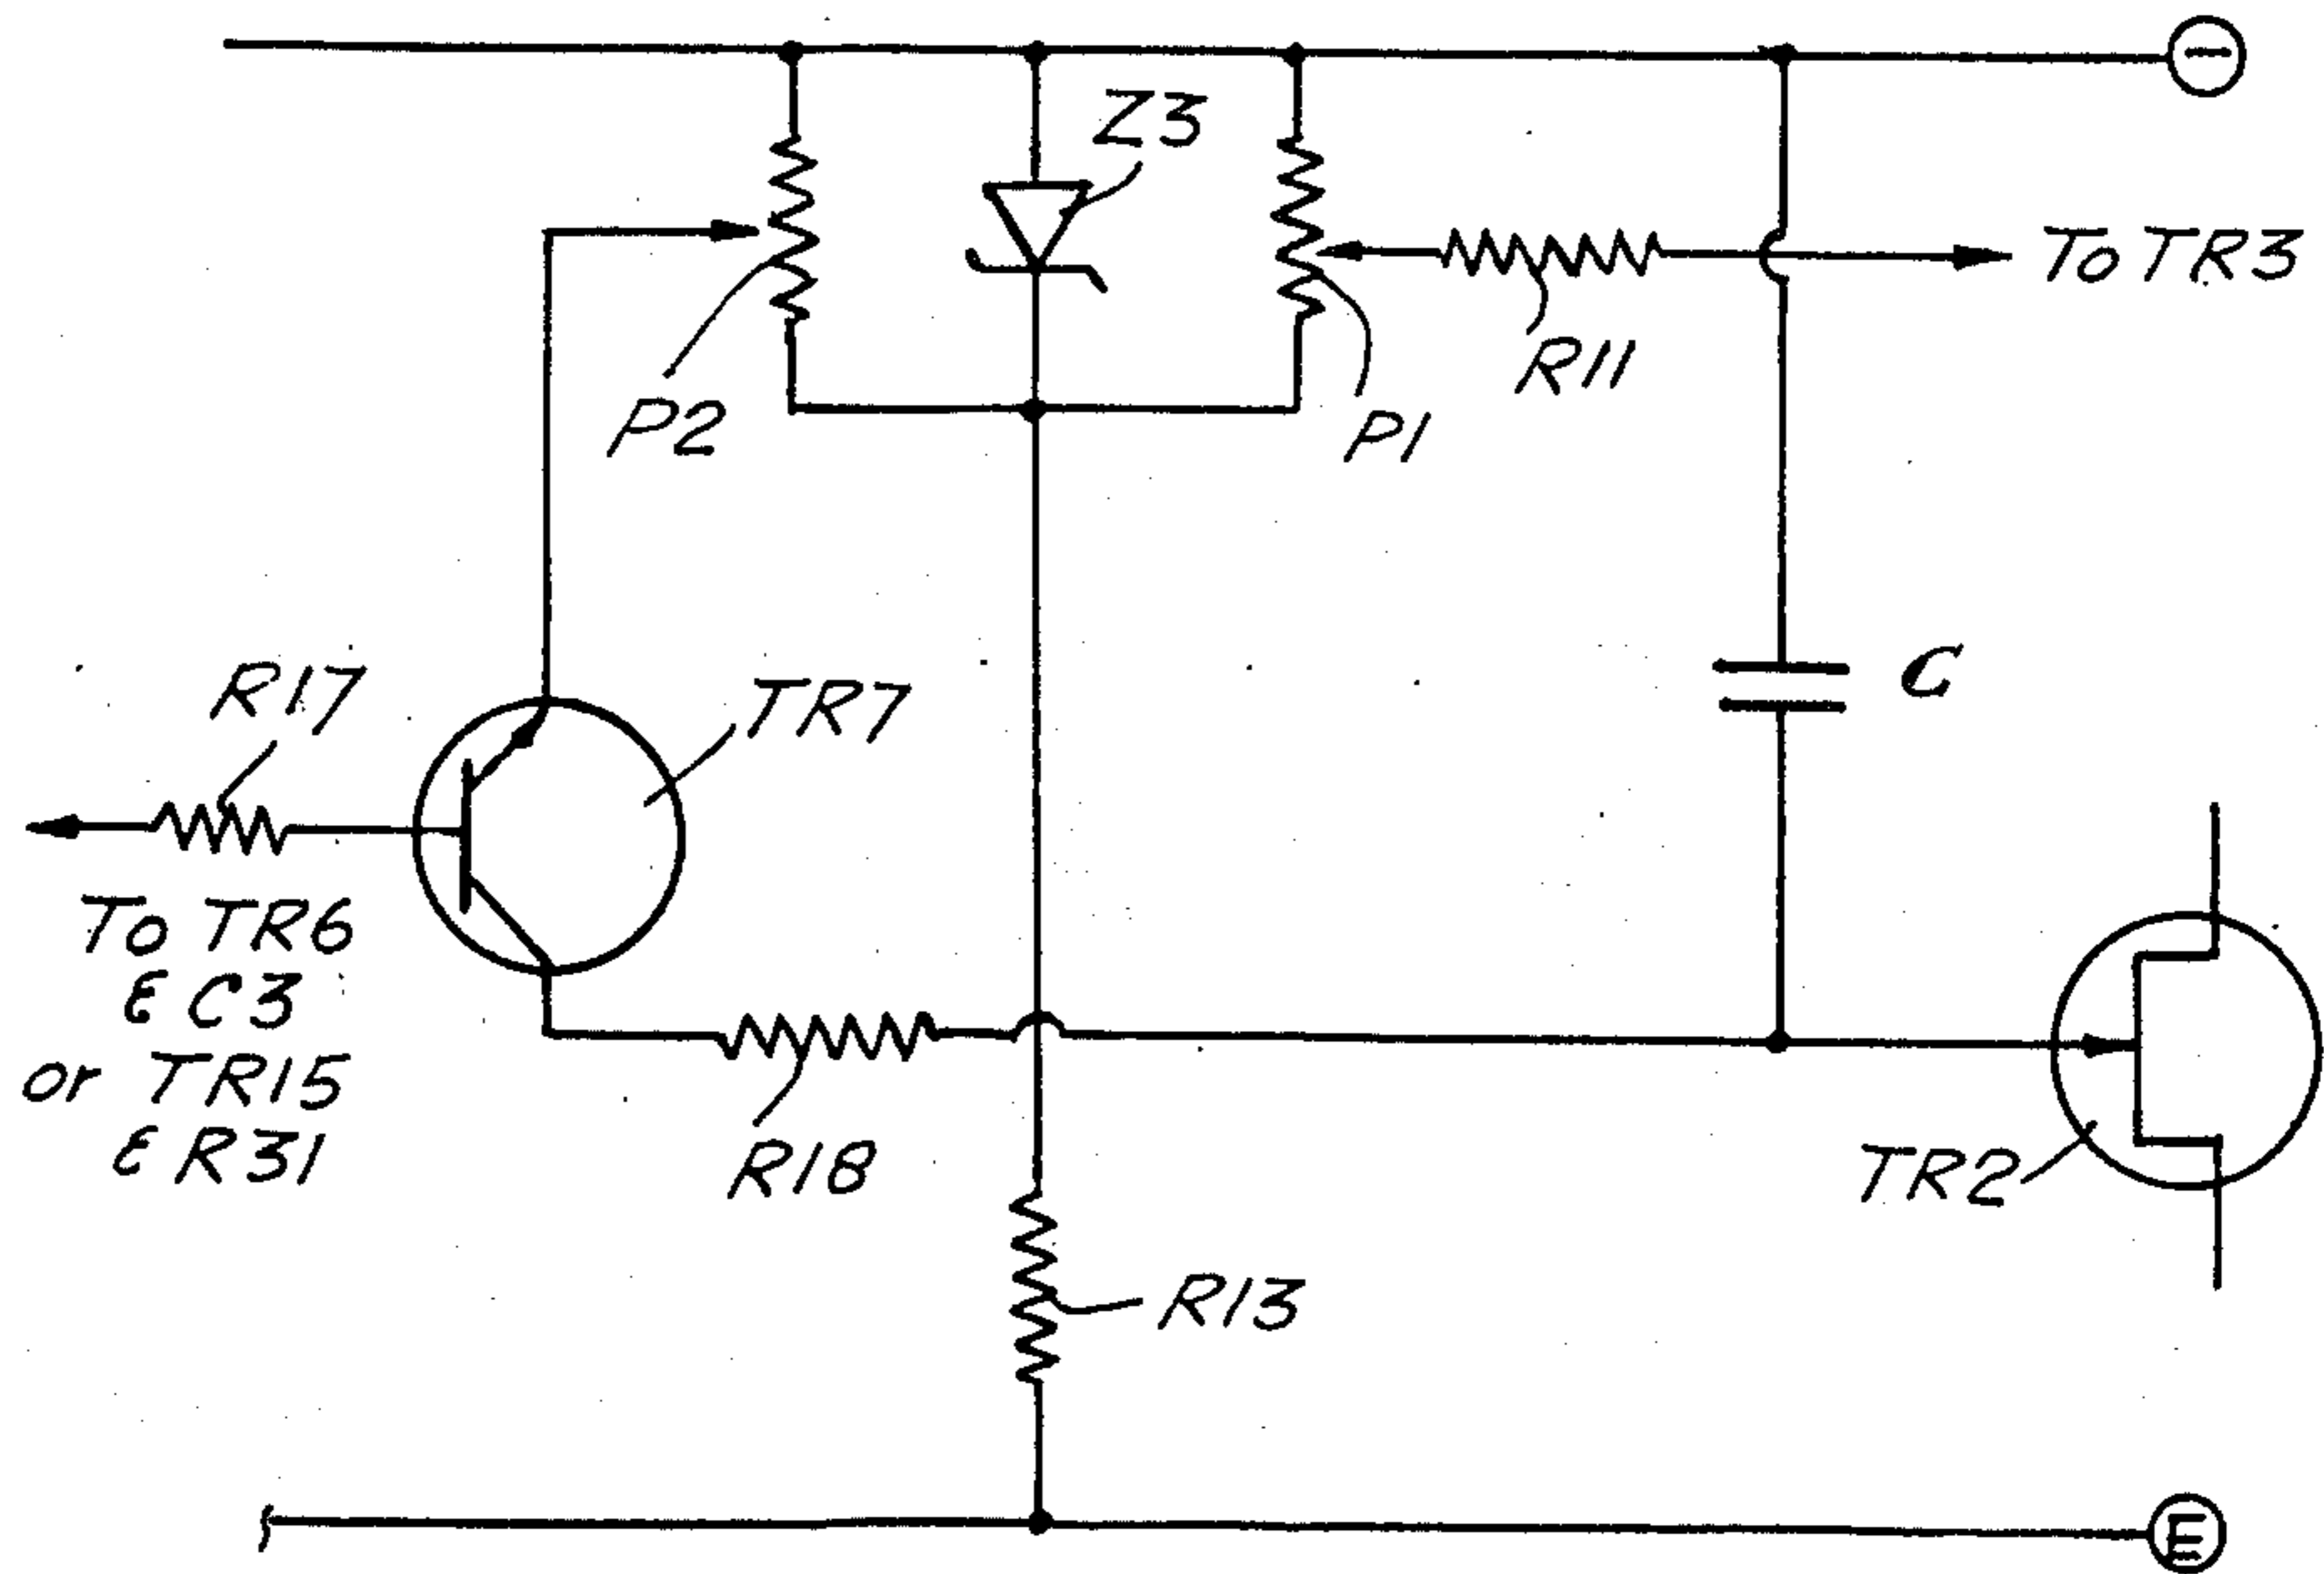 −
Z3
To TR3
R11
P2
P1
R17
TR7
C
To TR6
& C3
or TR15
& R31
R18
TR2
R13
E